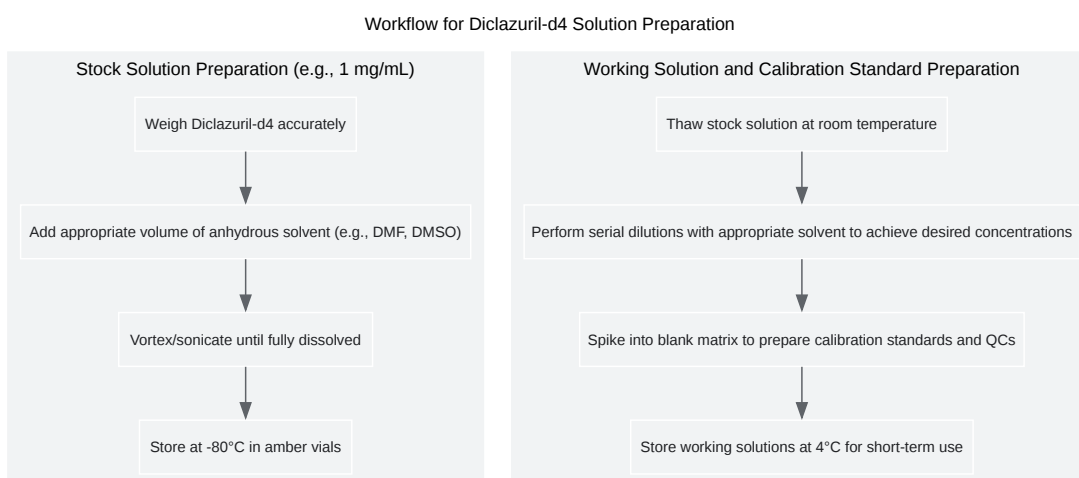 Workflow for Diclazuril-d4 Solution Preparation
Stock Solution Preparation (e.g., 1 mg/mL)
Weigh Diclazuril-d4 accurately
Add appropriate volume of anhydrous solvent (e.g., DMF, DMSO)
Vortex/sonicate until fully dissolved
Store at -80°C in amber vials
Working Solution and Calibration Standard Preparation
Thaw stock solution at room temperature
Perform serial dilutions with appropriate solvent to achieve desired concentrations
Spike into blank matrix to prepare calibration standards and QCs
Store working solutions at 4°C for short-term use